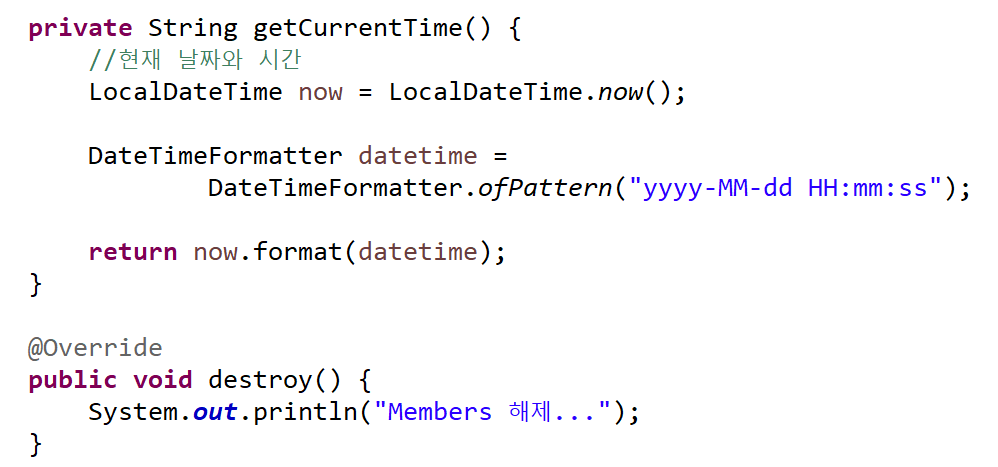 private String getCurrentTime() {
//현재 날짜와 시간
LocalDateTime now = LocalDateTime.now();
DateTimeFormatter datetime =
DateTimeFormatter.ofPattern("yyyy-MM-dd HH:mm:ss");
return now.format(datetime);
}
@Override
public void destroy() {
System.out.println("Members 해제...");
}